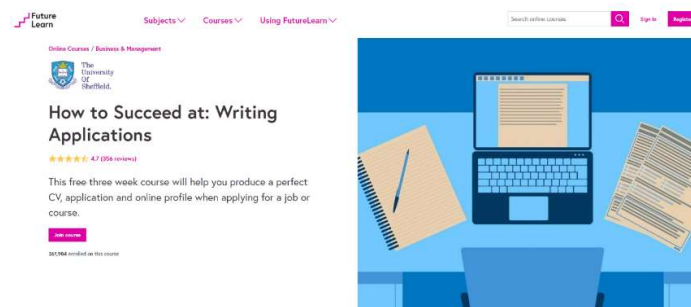 Future
Learn
Subjects
Courses
Using FutureLearn
Search online courses
Sign in
Register
Online Courses / Business & Management
The
University
Of
Sheffield.
How to Succeed at: Writing
Applications
4.7 (356 reviews)
This free three week course will help you produce a perfect
CV, application and online profile when applying for a job or
course.
Join course
enrolled on this course